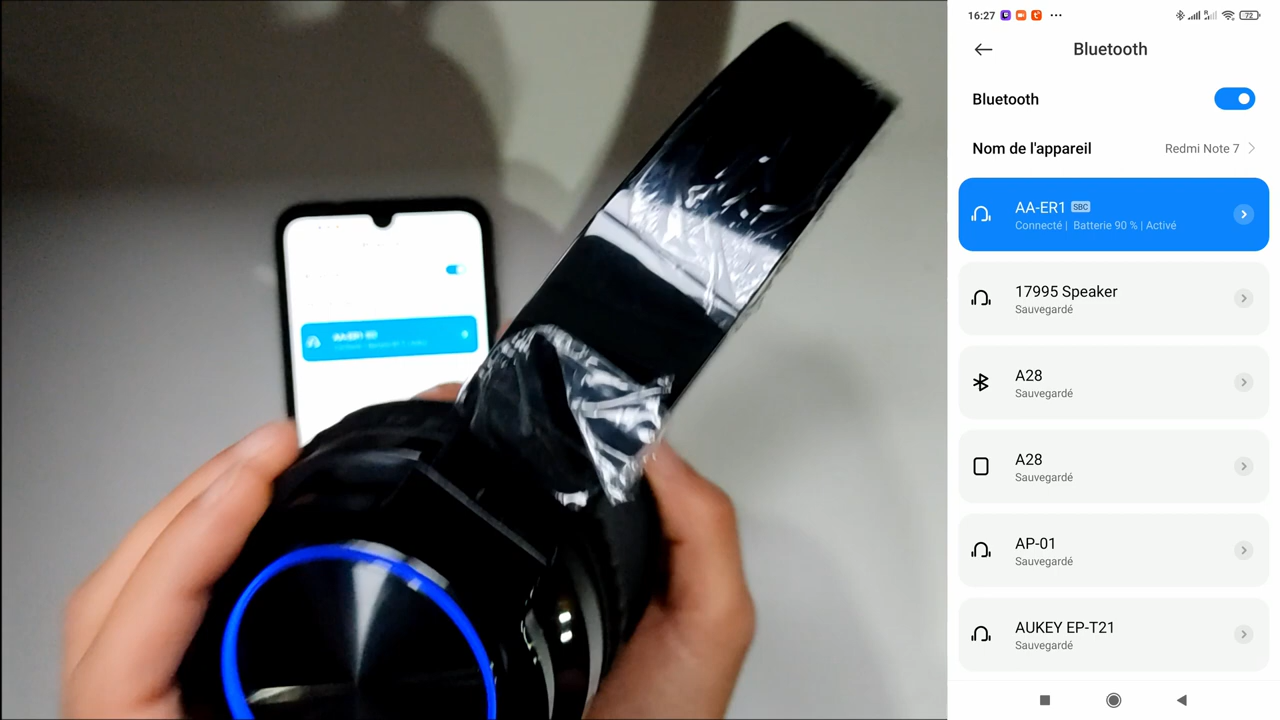 16:27
72
Bluetooth
Bluetooth
Nom de l'appareil
Redmi Note 7
AA-ER1 SBC
Connecté | Batterie 90 % | Activé
17995 Speaker
Sauvegardé
A28
Sauvegardé
A28
Sauvegardé
AP-01
Sauvegardé
AUKEY EP-T21
Sauvegardé